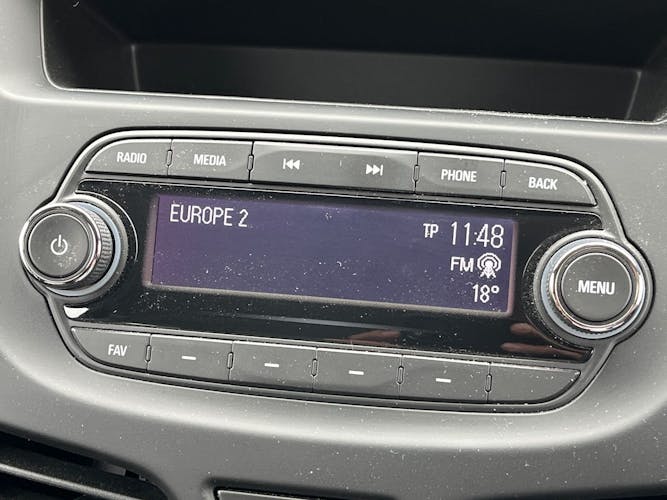 RADIO MEDIA PHONE BACK
EUROPE 2 TP 11:48
FM
18°
MENU
FAV